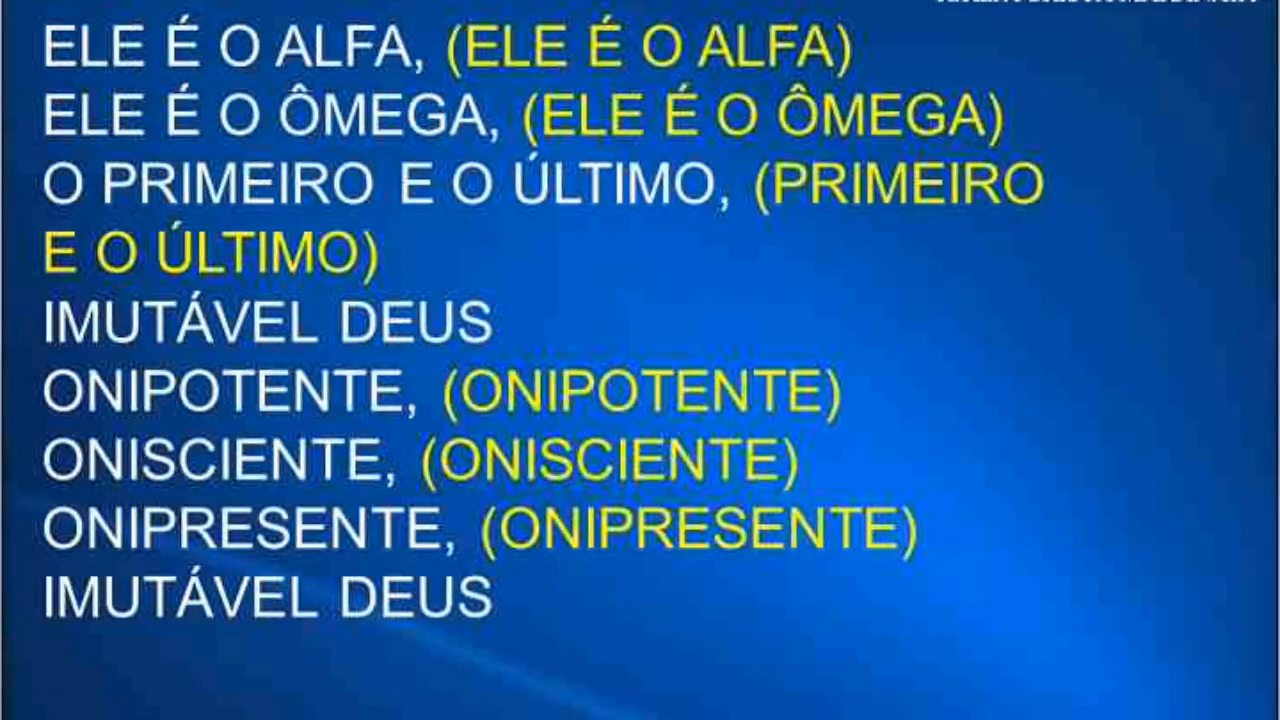 ELE É O ALFA, (ELE É O ALFA)
ELE É O ÔMEGA, (ELE É O ÔMEGA)
O PRIMEIRO E O ÚLTIMO, (PRIMEIRO
E O ÚLTIMO)
IMUTÁVEL DEUS
ONIPOTENTE, (ONIPOTENTE)
ONISCIENTE, (ONISCIENTE)
ONIPRESENTE, (ONIPRESENTE)
IMUTÁVEL DEUS